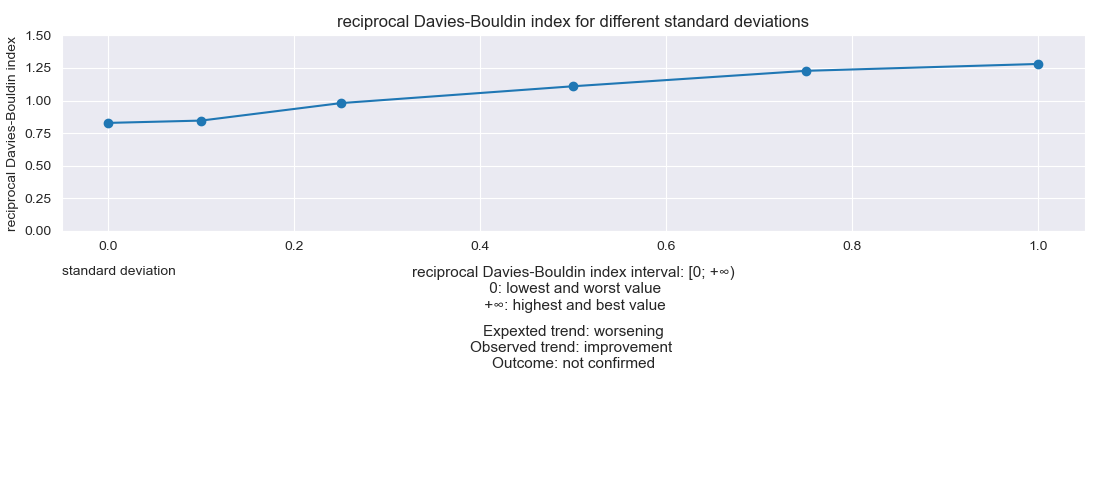 reciprocal Davies-Bouldin index for different standard deviations
reciprocal Davies-Bouldin index
1.50
1.25
1.00
0.75
0.50
0.25
0.00
0.0 0.2 0.4 0.6 0.8 1.0
standard deviation
reciprocal Davies-Bouldin index interval: [0; +∞)
0: lowest and worst value
+∞: highest and best value
Expexted trend: worsening
Observed trend: improvement
Outcome: not confirmed